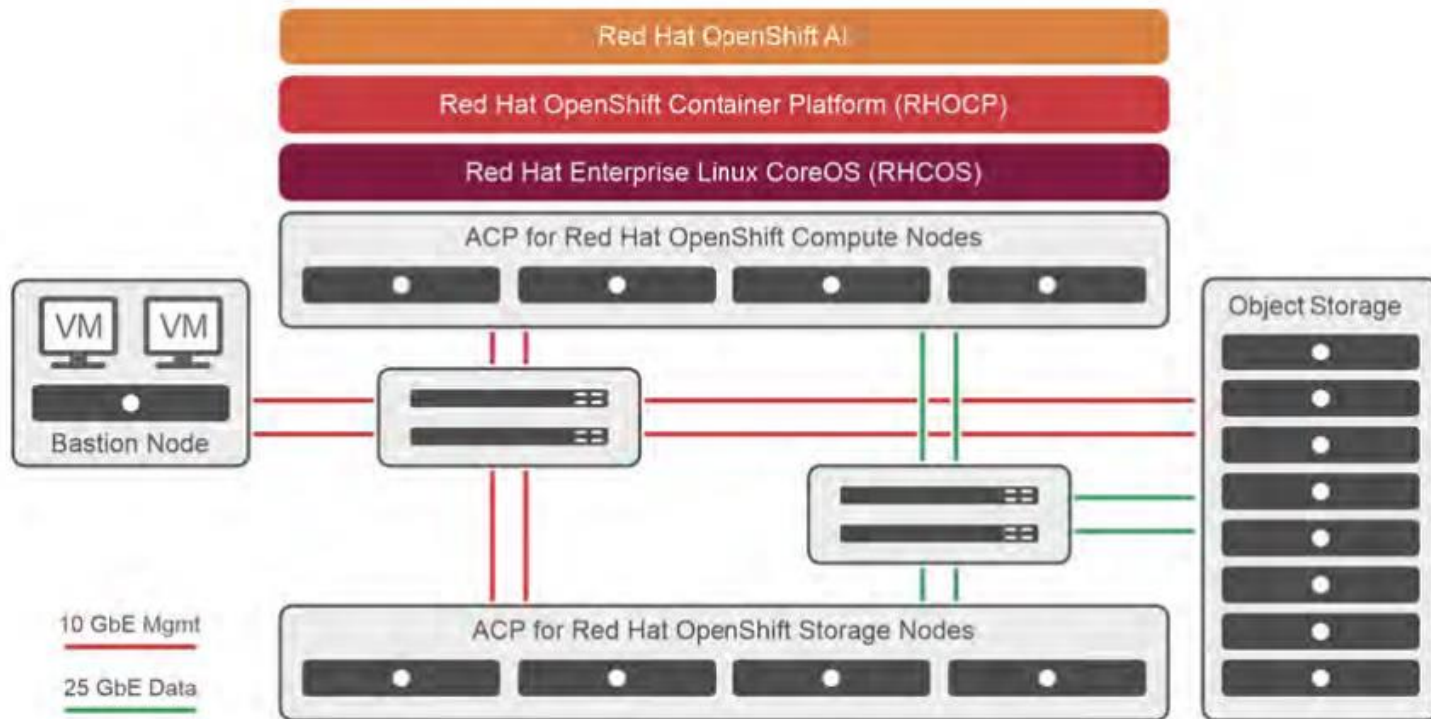 Red Hat OpenShift AI
Red Hat OpenShift Container Platform (RHOCP)
Red Hat Enterprise Linux CoreOS (RHCOS)
ACP for Red Hat OpenShift Compute Nodes
VM VM
Bastion Node
Object Storage
10 GbE Mgmt
25 GbE Data
ACP for Red Hat OpenShift Storage Nodes